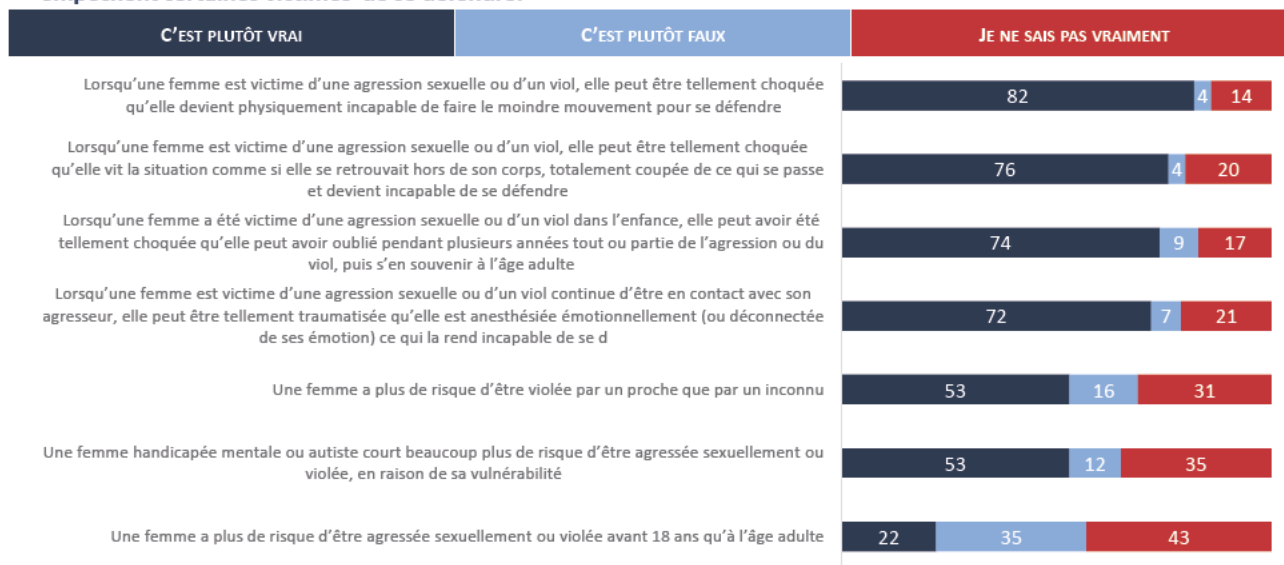 C'EST PLUTÔT VRAI
C'EST PLUTÔT FAUX
JE NE SAIS PAS VRAIMENT
Lorsqu'une femme est victime d'une agression sexuelle ou d'un viol, elle peut être tellement choquée
qu'elle devient physiquement incapable de faire le moindre mouvement pour se défendre
82 4 14
Lorsqu'une femme est victime d'une agression sexuelle ou d'un viol, elle peut être tellement choquée
qu'elle vit la situation comme si elle se retrouvait hors de son corps, totalement coupée de ce qui se passe
et devient incapable de se défendre
76 4 20
Lorsqu'une femme a été victime d'une agression sexuelle ou d'un viol dans l'enfance, elle peut avoir été
tellement choquée qu'elle peut avoir oublié pendant plusieurs années tout ou partie de l'agression ou du
viol, puis s'en souvenir à l'âge adulte
74 9 17
Lorsqu'une femme est victime d'une agression sexuelle ou d'un viol continue d'être en contact avec son
agresseur, elle peut être tellement traumatisée qu'elle est anesthésiée émotionnellement (ou déconnectée
de ses émotion) ce qui la rend incapable de se d
72 7 21
Une femme a plus de risque d'être violée par un proche que par un inconnu
53 16 31
Une femme handicapée mentale ou autiste court beaucoup plus de risque d'être agressée sexuellement ou
violée, en raison de sa vulnérabilité
53 12 35
Une femme a plus de risque d'être agressée sexuellement ou violée avant 18 ans qu'à l'âge adulte
22 35 43